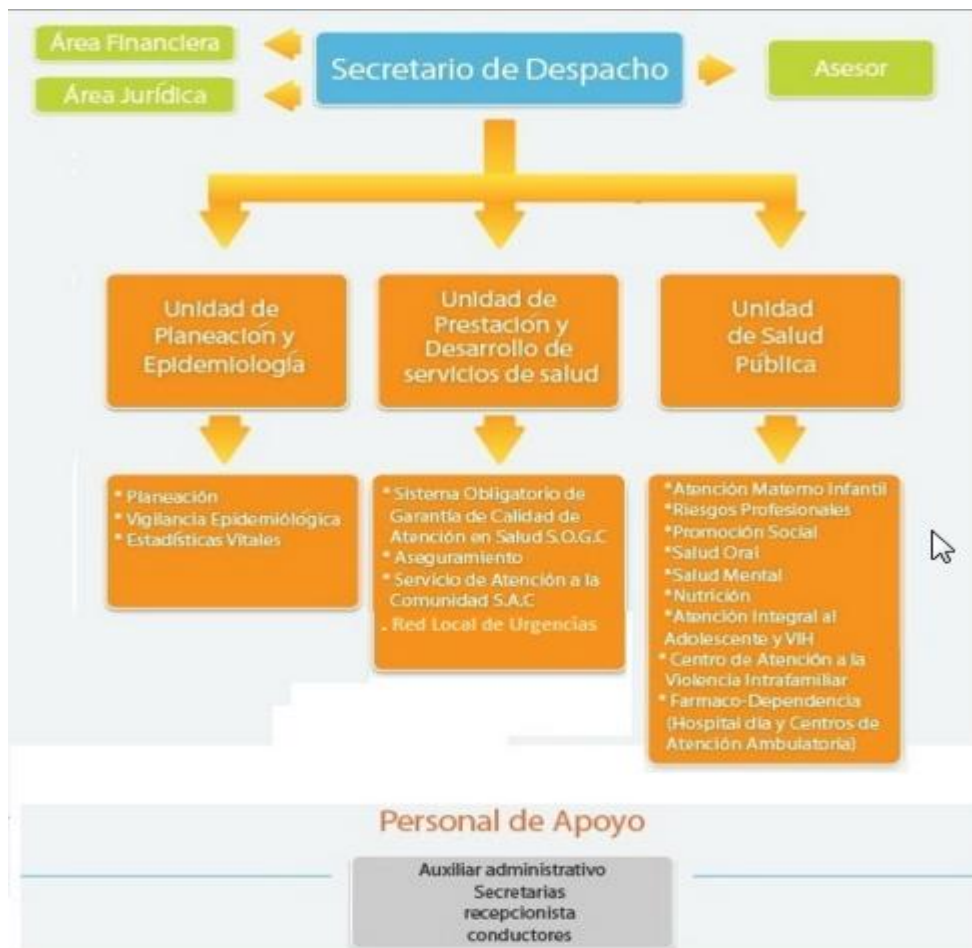 Área Financiera
Secretario de Despacho
Asesor
Área Jurídica
Unidad de
Planeación y
Epidemiología
Unidad de
Prestación y
Desarrollo de
servicios de salud
Unidad
de Salud
Pública
* Planeación
* Vigilancia Epidemiológica
* Estadísticas Vitales
* Sistema Obligatorio de
Garantía de Calidad de
Atención en Salud S.O.G.C
* Aseguramiento
* Servicio de Atención a la
Comunidad S.A.C
. Red Local de Urgencias
*Atención Materno Infantil
*Riesgos Profesionales
*Promoción Social
*Salud Oral
*Salud Mental
*Nutrición
*Atención Integral al
Adolescente y VIH
* Centro de Atención a la
Violencia Intrafamiliar
* Farmaco-Dependencia
(Hospital día y Centros de
Atención Ambulatoria)
Personal de Apoyo
Auxiliar administrativo
Secretarias
recepcionista
conductores